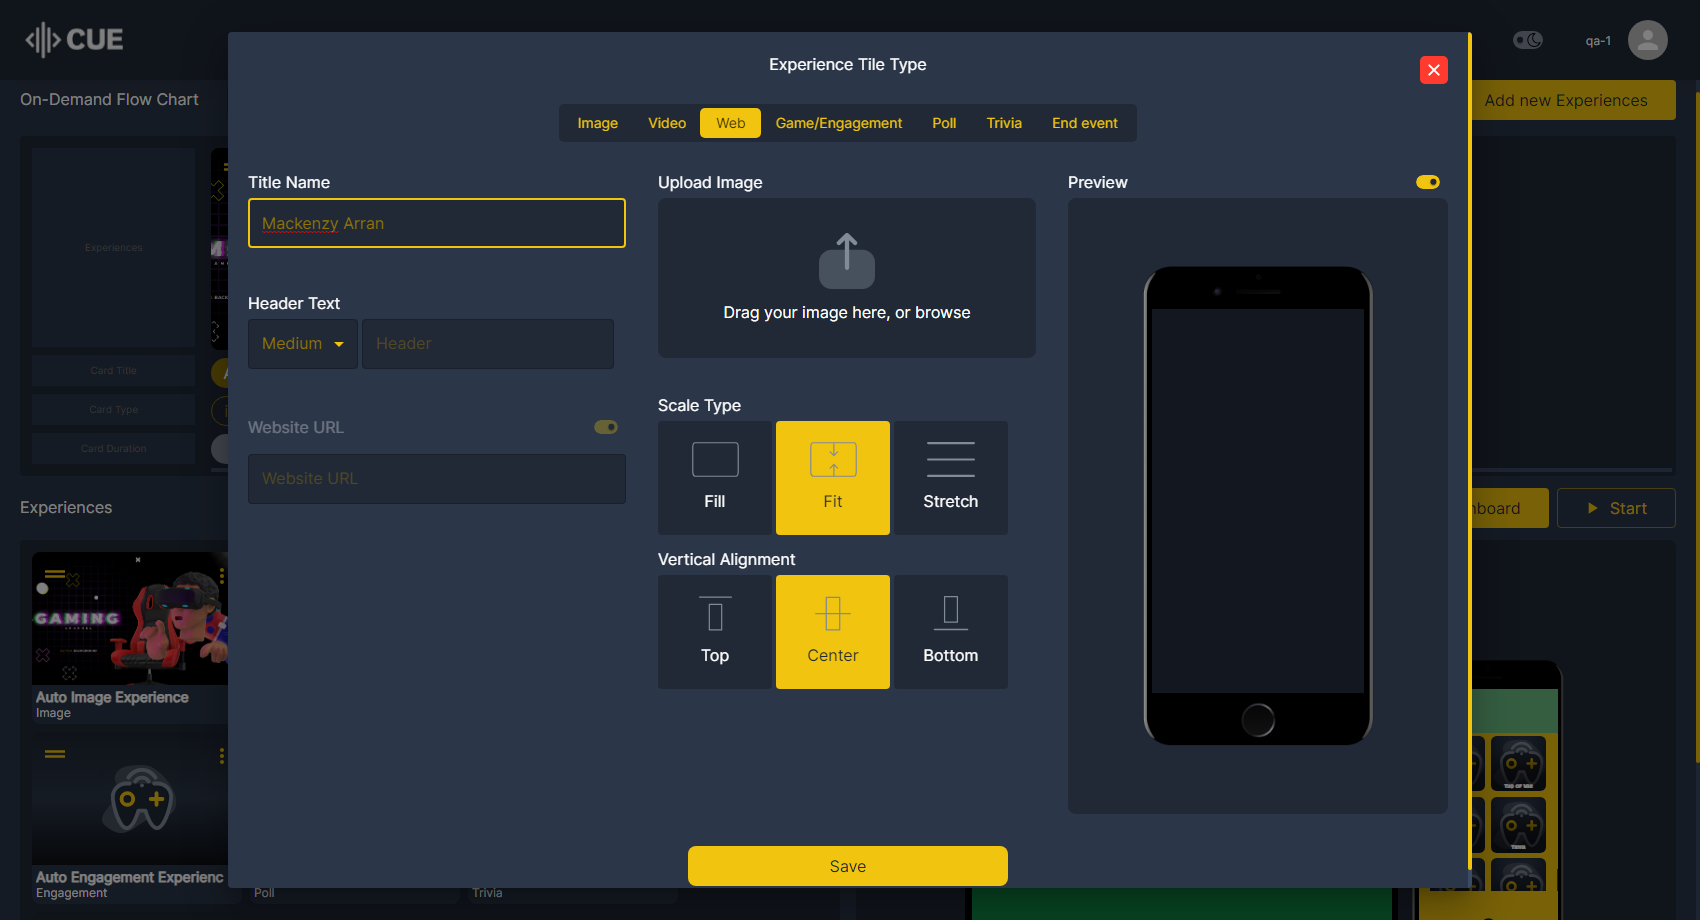 CUE
qa-1
On-Demand Flow Chart
Add new Experiences
Experiences
Card Title
Card Type
Card Duration
Experience Tile Type
Image
Video
Web
Game/Engagement
Poll
Trivia
End event
Title Name
Mackenzy Arran
Header Text
Medium
Header
Website URL
Website URL
Upload Image
Drag your image here, or browse
Scale Type
Fill
Fit
Stretch
Vertical Alignment
Top
Center
Bottom
Preview
Save
Experiences
Start
GAMING
Auto Image Experience
Image
Auto Engagement Experienc
Engagement
Poll
Trivia